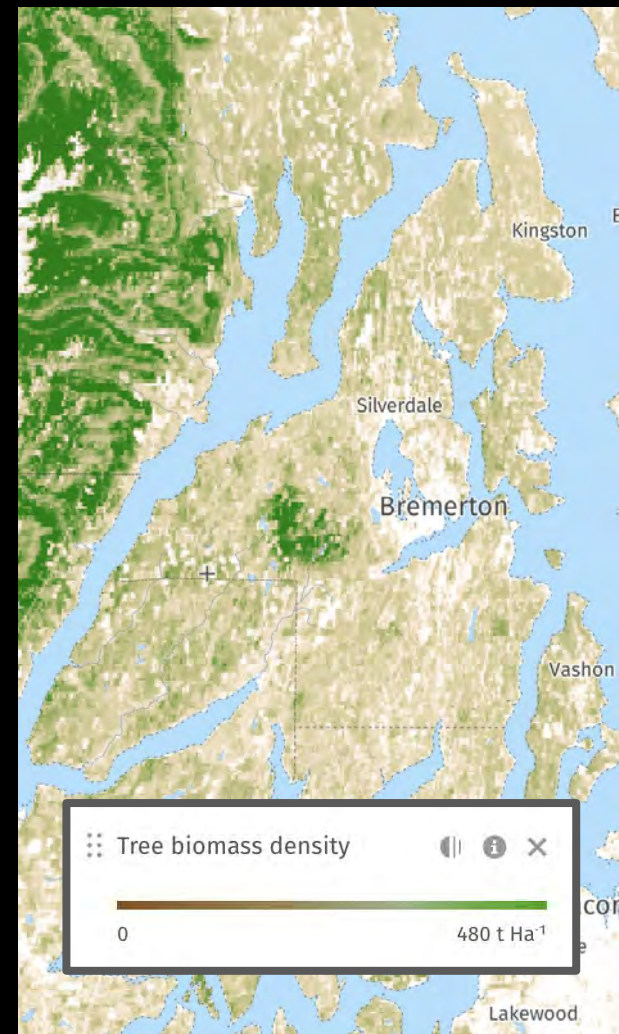 Kingston
Silverdale
Bremerton
Vashon
Tree biomass density
0
480 t Ha⁻¹
Lakewood